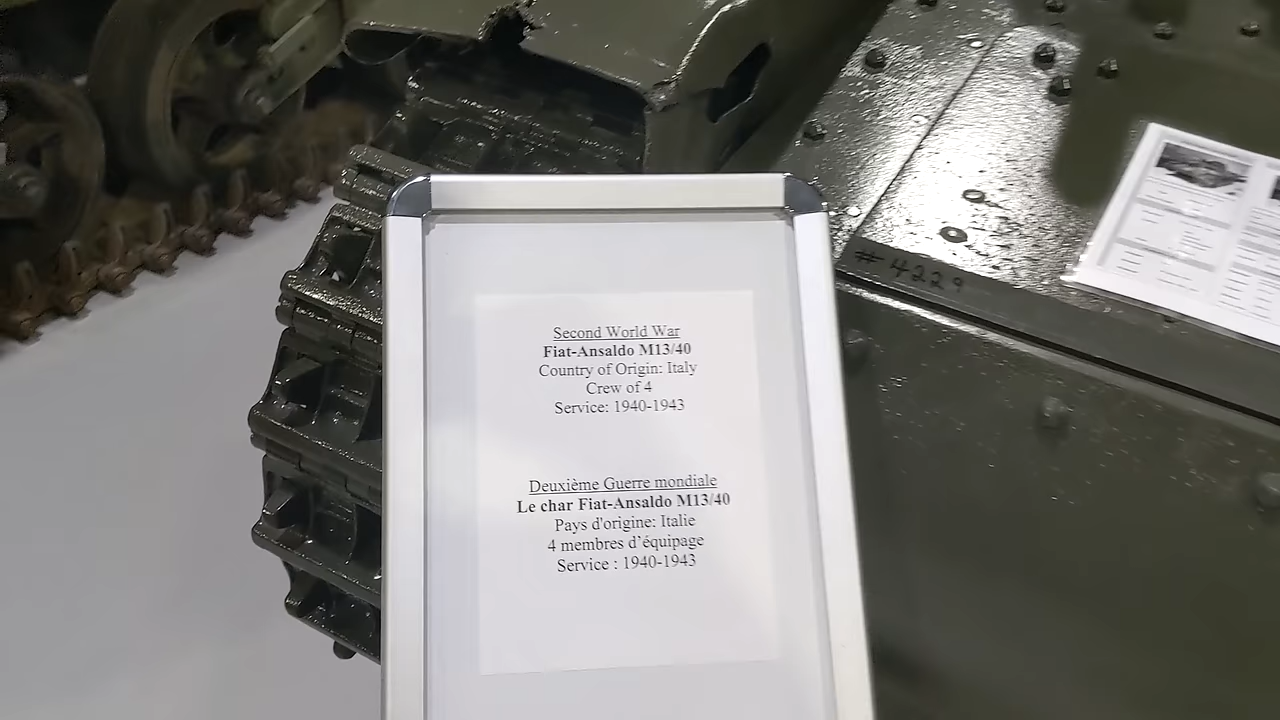 Second World War
Fiat-Ansaldo M13/40
Country of Origin: Italy
Crew of 4
Service: 1940-1943
Deuxième Guerre mondiale
Le char Fiat-Ansaldo M13/40
Pays d'origine: Italie
4 membres d’équipage
Service : 1940-1943
# 4229